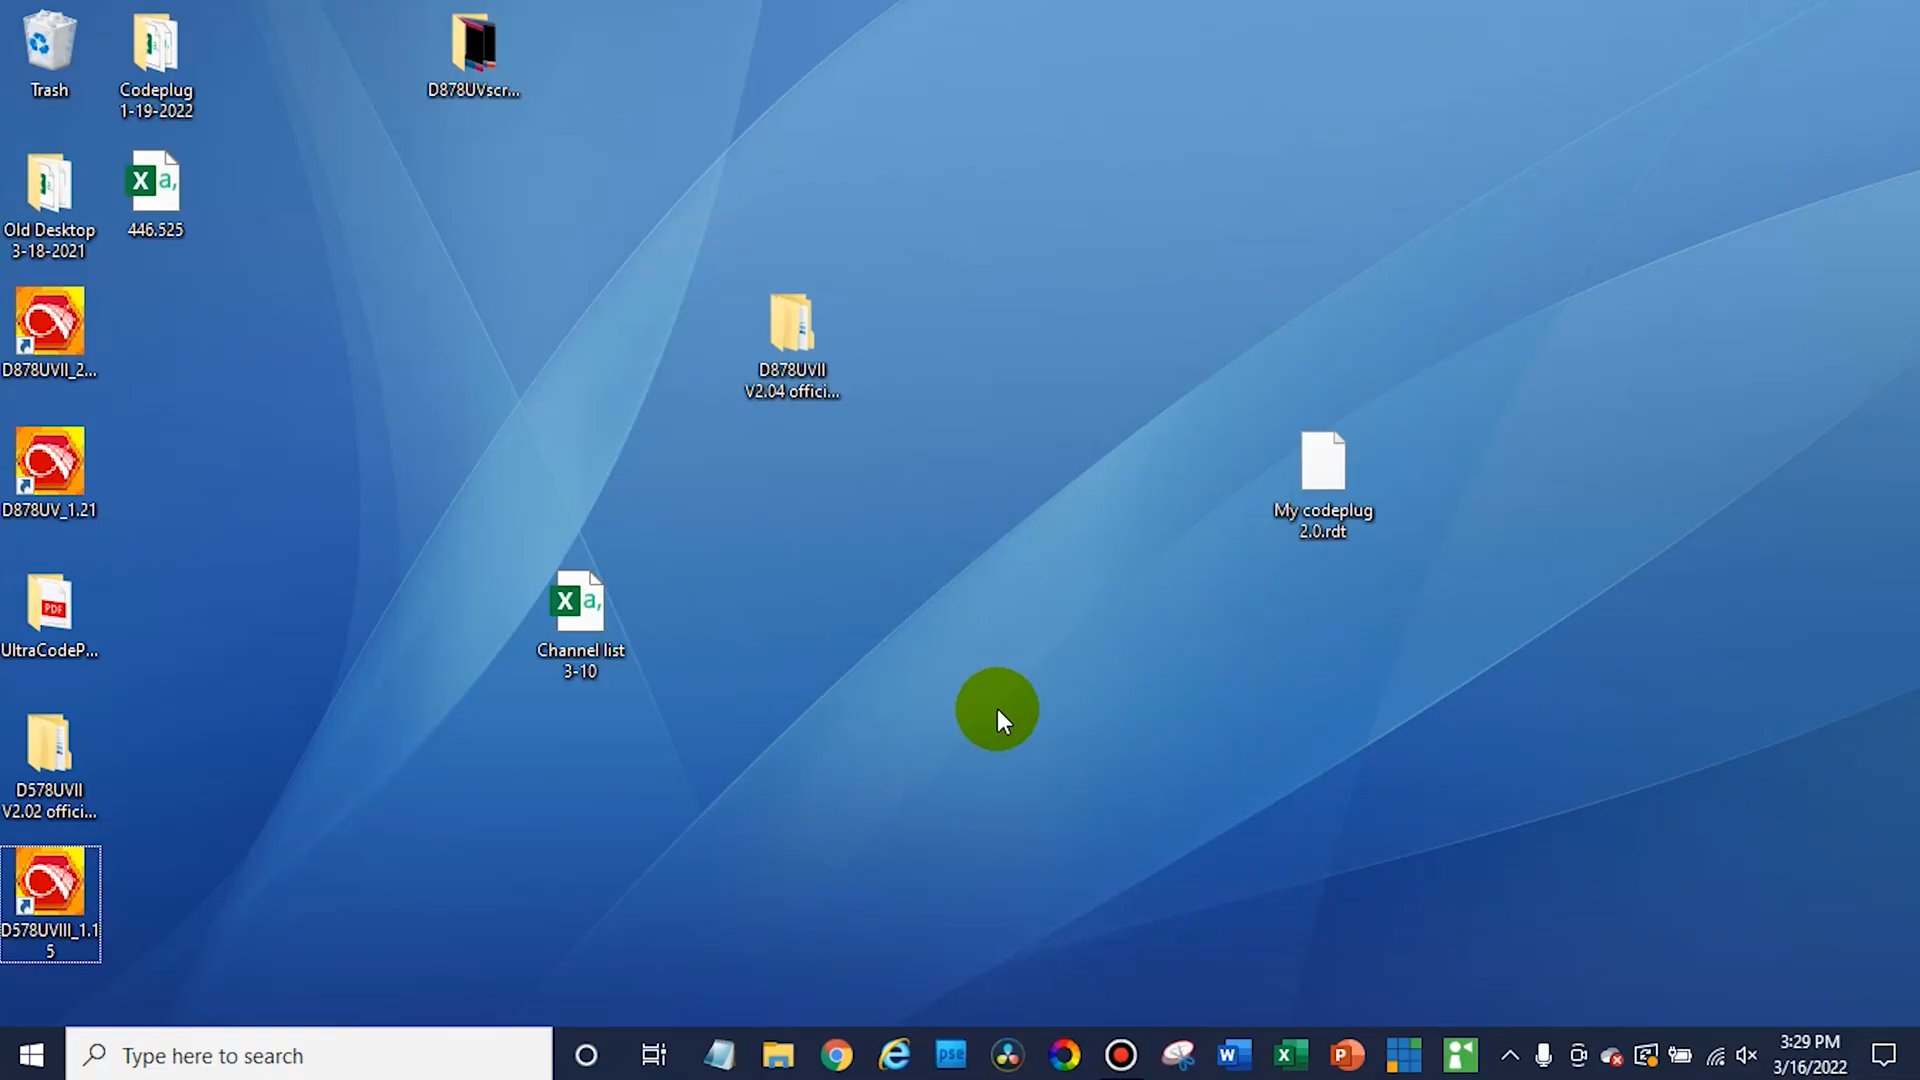 Trash
Codeplug
1-19-2022
D878UVscr...
Old Desktop
3-18-2021
X a,
446.525
D878UVII_2...
D878UVII
V2.04 offici...
D878UV_1.21
My codeplug
2.0.rdt
PDF
UltraCodeP...
X a,
Channel list
3-10
D578UVII
V2.02 offici...
D578UVIII_1.1
5
Type here to search
pse
W
X
P
3:29 PM
3/16/2022